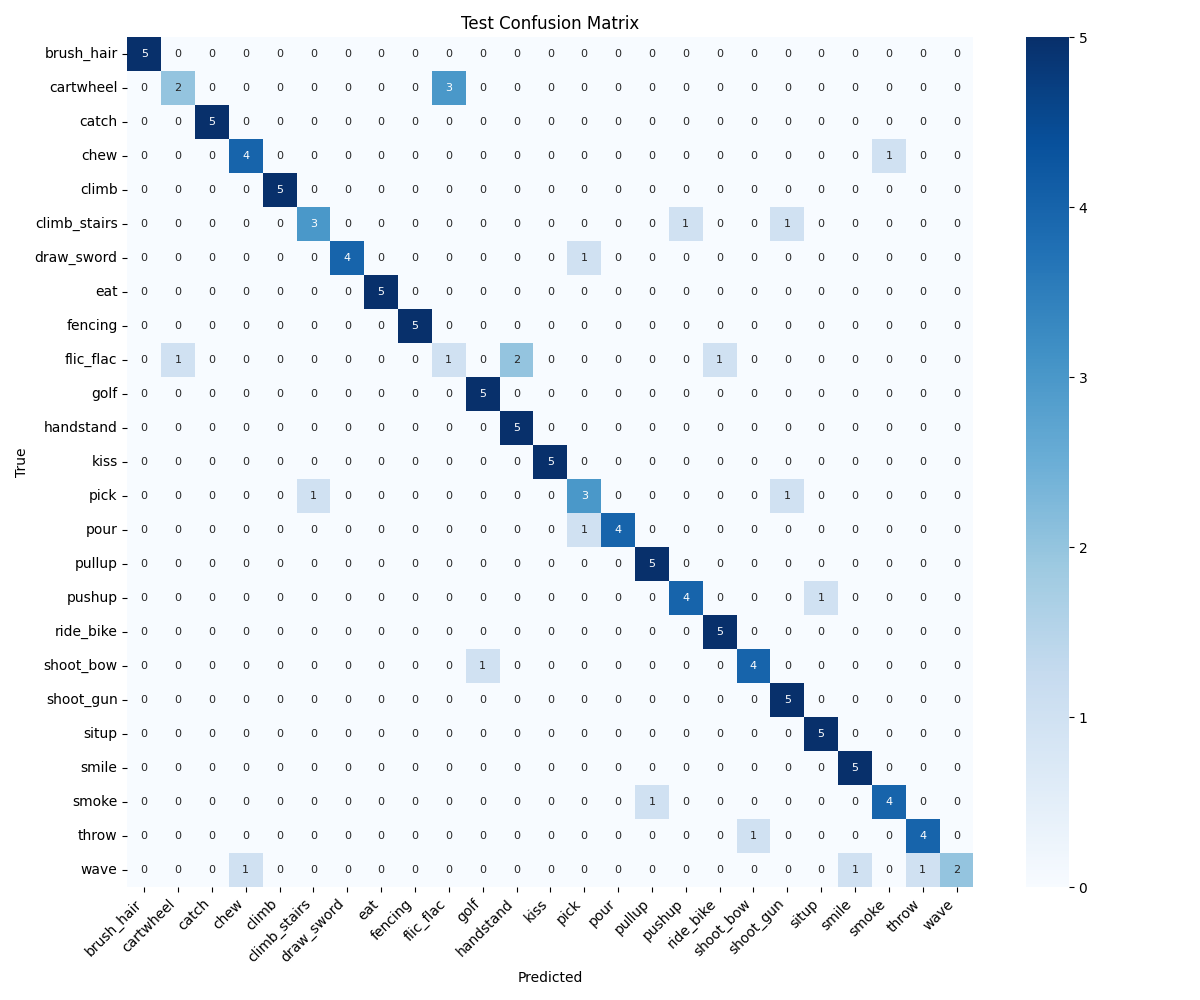 Test Confusion Matrix
brush_hair 5 0 0 0 0 0 0 0 0 0 0 0 0 0 0 0 0 0 0 0 0 0 0 0 0
cartwheel 0 2 0 0 0 0 0 0 0 3 0 0 0 0 0 0 0 0 0 0 0 0 0 0 0
catch 0 0 5 0 0 0 0 0 0 0 0 0 0 0 0 0 0 0 0 0 0 0 0 0 0
chew 0 0 0 4 0 0 0 0 0 0 0 0 0 0 0 0 0 0 0 0 0 0 1 0 0
climb 0 0 0 0 5 0 0 0 0 0 0 0 0 0 0 0 0 0 0 0 0 0 0 0 0
climb_stairs 0 0 0 0 0 3 0 0 0 0 0 0 0 0 0 0 1 0 0 1 0 0 0 0 0
draw_sword 0 0 0 0 0 0 4 0 0 0 0 0 0 1 0 0 0 0 0 0 0 0 0 0 0
eat 0 0 0 0 0 0 0 5 0 0 0 0 0 0 0 0 0 0 0 0 0 0 0 0 0
fencing 0 0 0 0 0 0 0 0 5 0 0 0 0 0 0 0 0 0 0 0 0 0 0 0 0
flic_flac 0 1 0 0 0 0 0 0 0 1 0 2 0 0 0 0 0 1 0 0 0 0 0 0 0
golf 0 0 0 0 0 0 0 0 0 0 5 0 0 0 0 0 0 0 0 0 0 0 0 0 0
handstand 0 0 0 0 0 0 0 0 0 0 0 5 0 0 0 0 0 0 0 0 0 0 0 0 0
kiss 0 0 0 0 0 0 0 0 0 0 0 0 5 0 0 0 0 0 0 0 0 0 0 0 0
pick 0 0 0 0 0 1 0 0 0 0 0 0 0 3 0 0 0 0 0 1 0 0 0 0 0
pour 0 0 0 0 0 0 0 0 0 0 0 0 0 1 4 0 0 0 0 0 0 0 0 0 0
pullup 0 0 0 0 0 0 0 0 0 0 0 0 0 0 0 5 0 0 0 0 0 0 0 0 0
pushup 0 0 0 0 0 0 0 0 0 0 0 0 0 0 0 0 4 0 0 0 1 0 0 0 0
ride_bike 0 0 0 0 0 0 0 0 0 0 0 0 0 0 0 0 0 5 0 0 0 0 0 0 0
shoot_bow 0 0 0 0 0 0 0 0 0 0 1 0 0 0 0 0 0 0 4 0 0 0 0 0 0
shoot_gun 0 0 0 0 0 0 0 0 0 0 0 0 0 0 0 0 0 0 0 5 0 0 0 0 0
situp 0 0 0 0 0 0 0 0 0 0 0 0 0 0 0 0 0 0 0 0 5 0 0 0 0
smile 0 0 0 0 0 0 0 0 0 0 0 0 0 0 0 0 0 0 0 0 0 5 0 0 0
smoke 0 0 0 0 0 0 0 0 0 0 0 0 0 0 0 1 0 0 0 0 0 0 4 0 0
throw 0 0 0 0 0 0 0 0 0 0 0 0 0 0 0 0 0 0 1 0 0 0 0 4 0
wave 0 0 0 1 0 0 0 0 0 0 0 0 0 0 0 0 0 0 0 0 0 1 0 1 2
brush_hair cartwheel catch chew climb climb_stairs draw_sword eat fencing flic_flac golf handstand kiss pick pour pullup pushup ride_bike shoot_bow shoot_gun situp smile smoke throw wave
Predicted
True
5
4
3
2
1
0